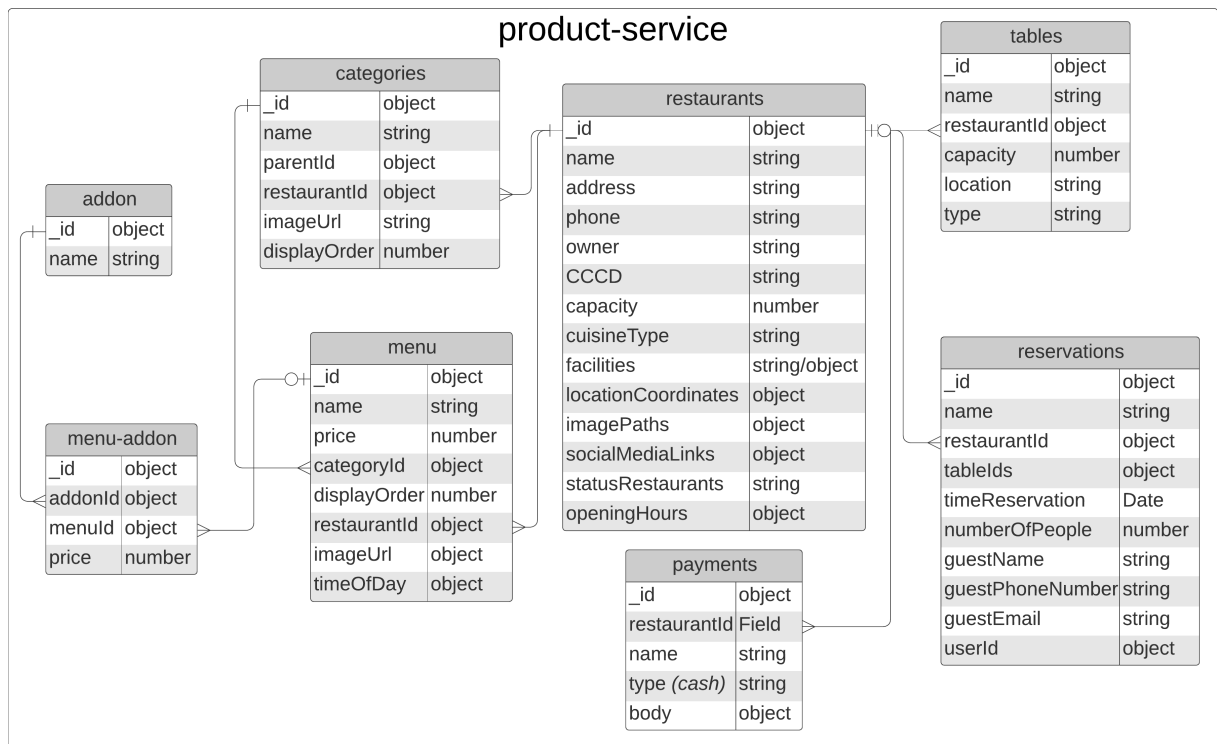 product-service
tables
_id object
name string
restaurantId object
capacity number
location string
type string
categories
_id object
name string
parentId object
restaurantId object
imageUrl string
displayOrder number
restaurants
_id object
name string
address string
phone string
owner string
CCCD string
capacity number
cuisineType string
facilities string/object
locationCoordinates object
imagePaths object
socialMediaLinks object
statusRestaurants string
openingHours object
addon
_id object
name string
menu
_id object
name string
price number
categoryId object
displayOrder number
restaurantId object
imageUrl object
timeOfDay object
reservations
_id object
name string
restaurantId object
tableIds object
timeReservation Date
numberOfPeople number
guestName string
guestPhoneNumber string
guestEmail string
userId object
menu-addon
_id object
addonId object
menuId object
price number
payments
_id object
restaurantId Field
name string
type (cash) string
body object